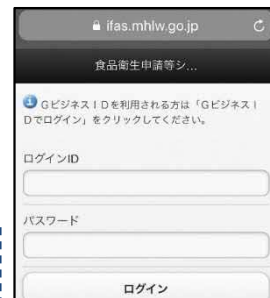 ifas.mhlw.go.jp
食品衛生申請等シ...
GビジネスIDを利用される方は「GビジネスI
Dでログイン」をクリックしてください。
ログインID
パスワード
ログイン